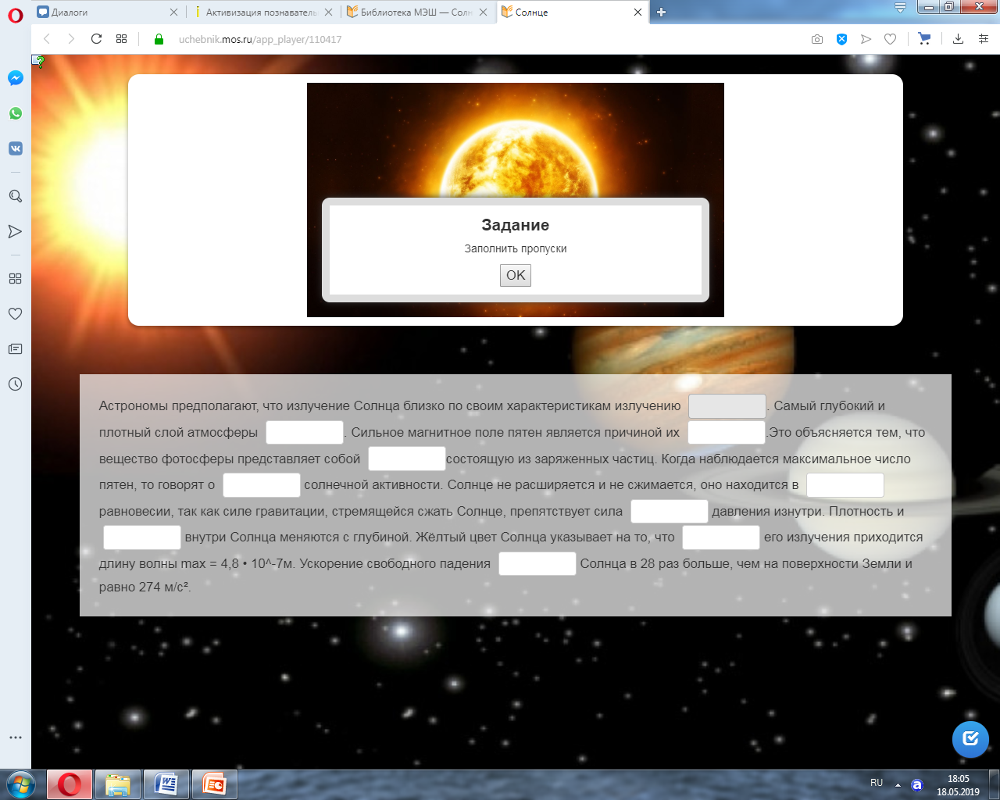 Диалоги
Активизация познаватель
Библиотека МЭШ — Солн
Солнце
uchebnik.mos.ru/app_player/110417
Задание
Заполнить пропуски
OK
Астрономы предполагают, что излучение Солнца близко по своим характеристикам излучению . Самый глубокий и
плотный слой атмосферы . Сильное магнитное поле пятен является причиной их .Это объясняется тем, что
вещество фотосферы представляет собой состоящую из заряженных частиц. Когда наблюдается максимальное число
пятен, то говорят о солнечной активности. Солнце не расширяется и не сжимается, оно находится в
равновесии, так как силе гравитации, стремящейся сжать Солнце, препятствует сила давления изнутри. Плотность и
внутри Солнца меняются с глубиной. Жёлтый цвет Солнца указывает на то, что его излучения приходится
длину волны max = 4,8 • 10^-7м. Ускорение свободного падения Солнца в 28 раз больше, чем на поверхности Земли и
равно 274 м/с².
RU
18:05
18.05.2019